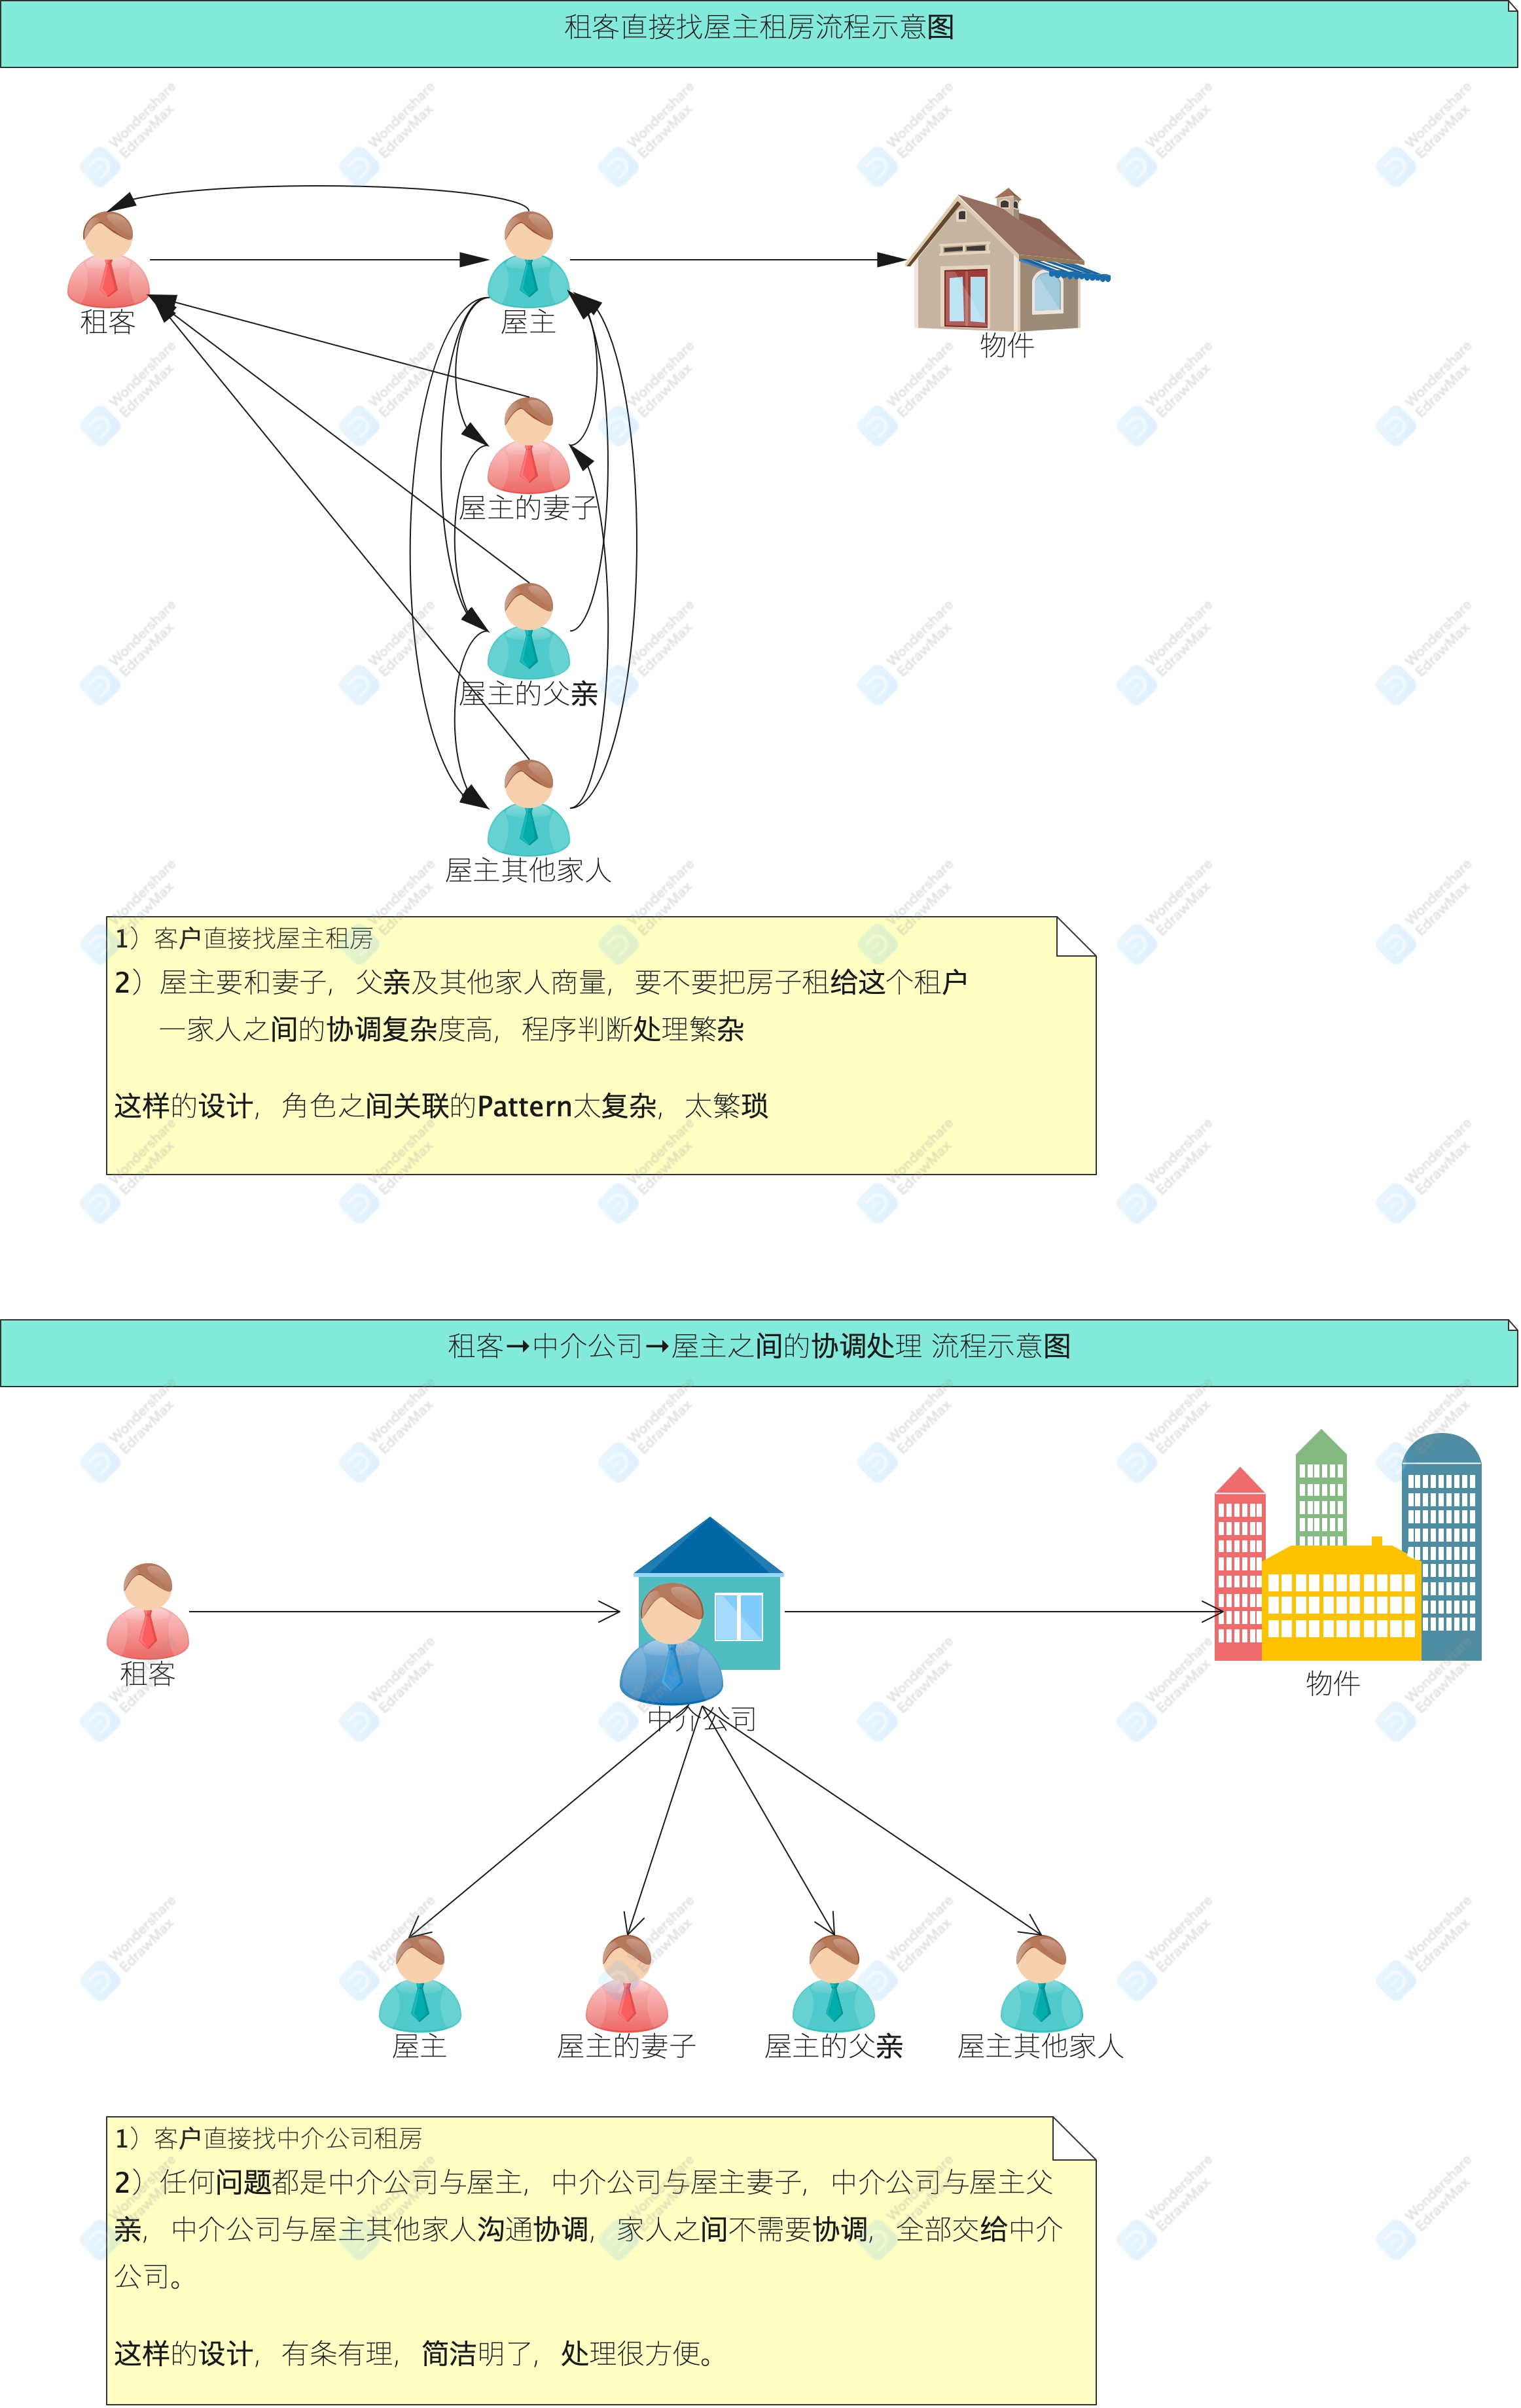 租客直接找屋主租房流程示意图
租客
屋主
物件
屋主的妻子
屋主的父亲
屋主其他家人
1）客户直接找屋主租房
2）屋主要和妻子，父亲及其他家人商量，要不要把房子租给这个租户
一家人之间的协调复杂度高，程序判断处理繁杂
这样的设计，角色之间关联的Pattern太复杂，太繁琐
租客→中介公司→屋主之间的协调处理 流程示意图
租客
中介公司
物件
屋主
屋主的妻子
屋主的父亲
屋主其他家人
1）客户直接找中介公司租房
2）任何问题都是中介公司与屋主，中介公司与屋主妻子，中介公司与屋主父
亲，中介公司与屋主其他家人沟通协调，家人之间不需要协调，全部交给中介
公司。
这样的设计，有条有理，简洁明了，处理很方便。
Wondershare
EdrawMax